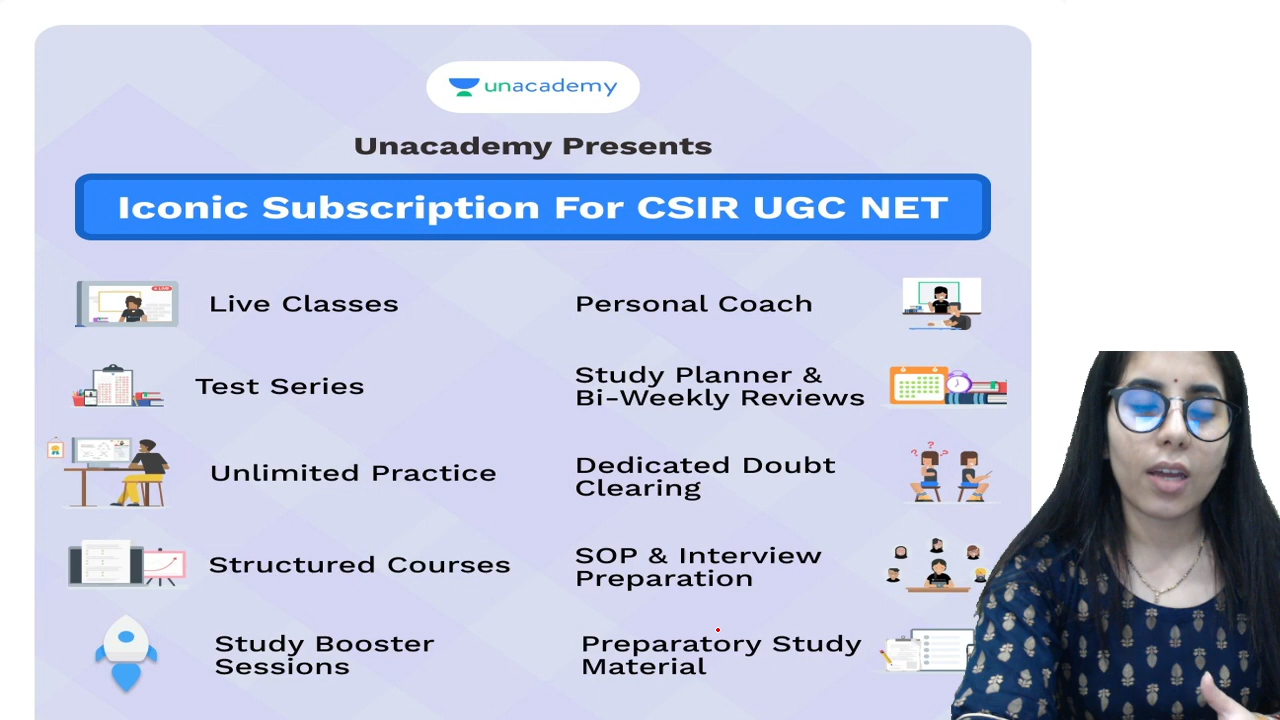 unacademy
Unacademy Presents
Iconic Subscription For CSIR UGC NET
Live Classes
Personal Coach
Test Series
Study Planner &
Bi-Weekly Reviews
Unlimited Practice
Dedicated Doubt
Clearing
Structured Courses
SOP & Interview
Preparation
Study Booster
Sessions
Preparatory Study
Material